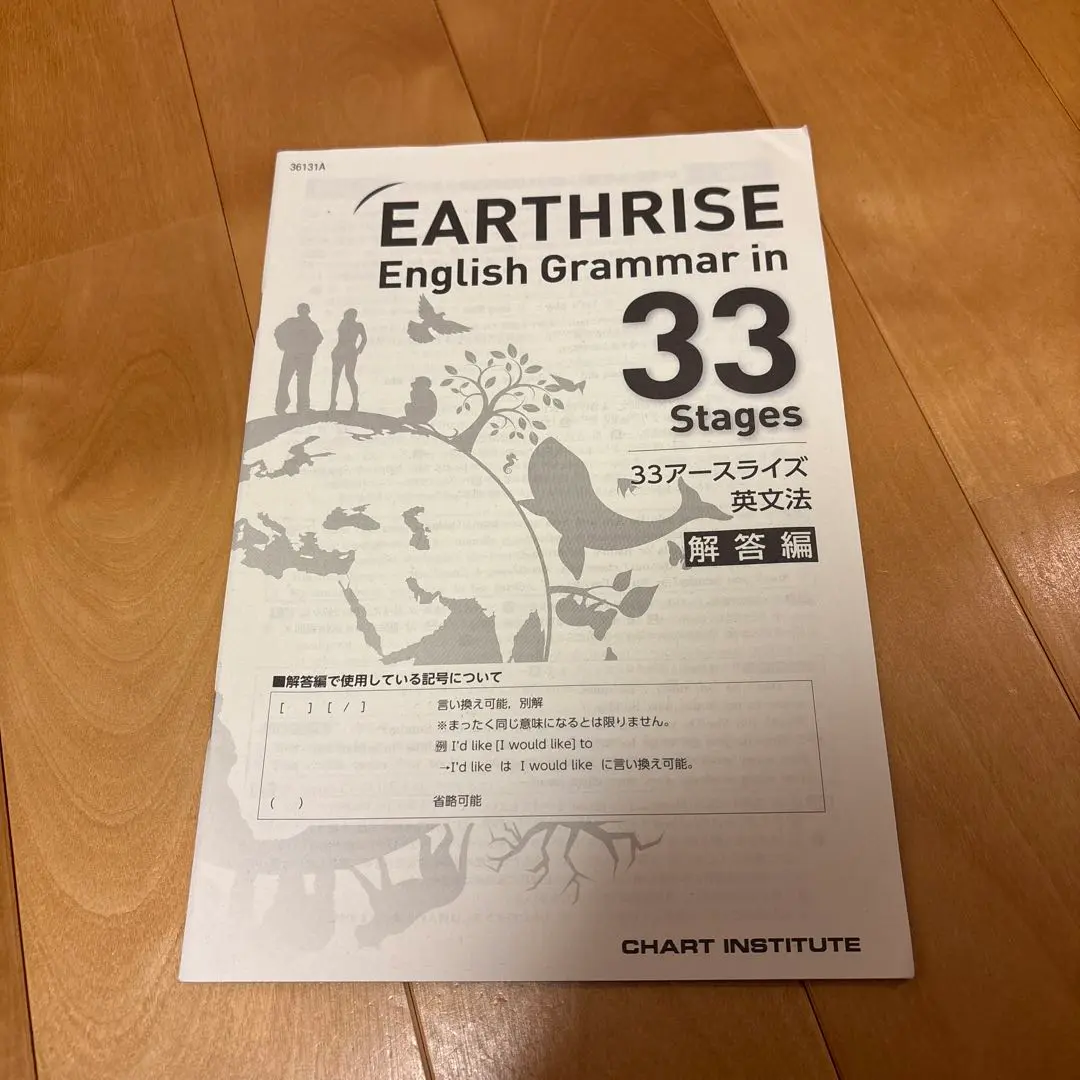 36131A
EARTHRISE
English Grammar in
33
Stages
33アースライズ
英文法
解答編
■解答編で使用している記号について
[ ] [ / ] 言い換え可能，別解
※まったく同じ意味になるとは限りません。
例 I'd like [I would like] to
→I'd like は I would like に言い換え可能。
( ) 省略可能
CHART INSTITUTE